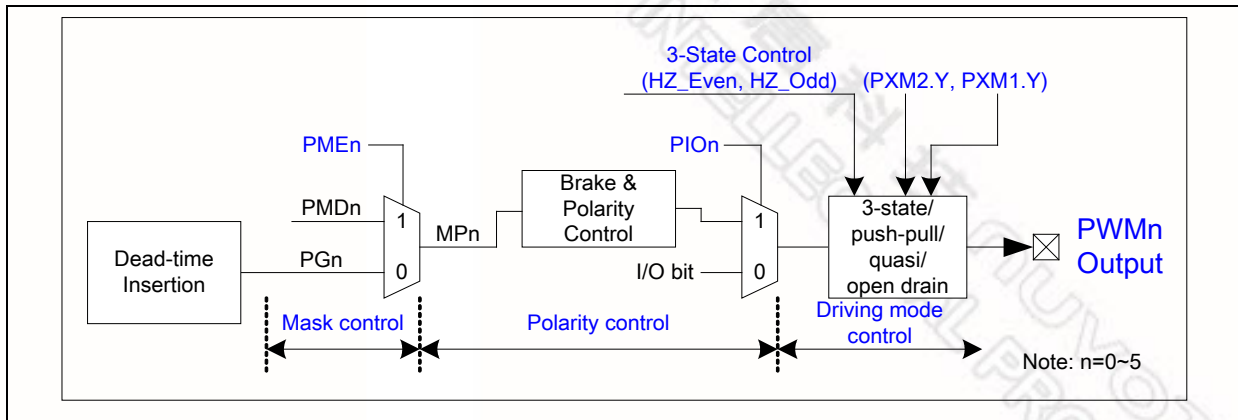 3-State Control
(HZ_Even, HZ_Odd)
(PXM2.Y, PXM1.Y)
PMEn
PIOn
PMDn
1
PGn
0
MPn
Dead-time
Insertion
Brake &
Polarity
Control
1
I/O bit
0
3-state/
push-pull/
quasi/
open drain
PWMn
Output
Mask control
Polarity control
Driving mode
control
Note: n=0~5